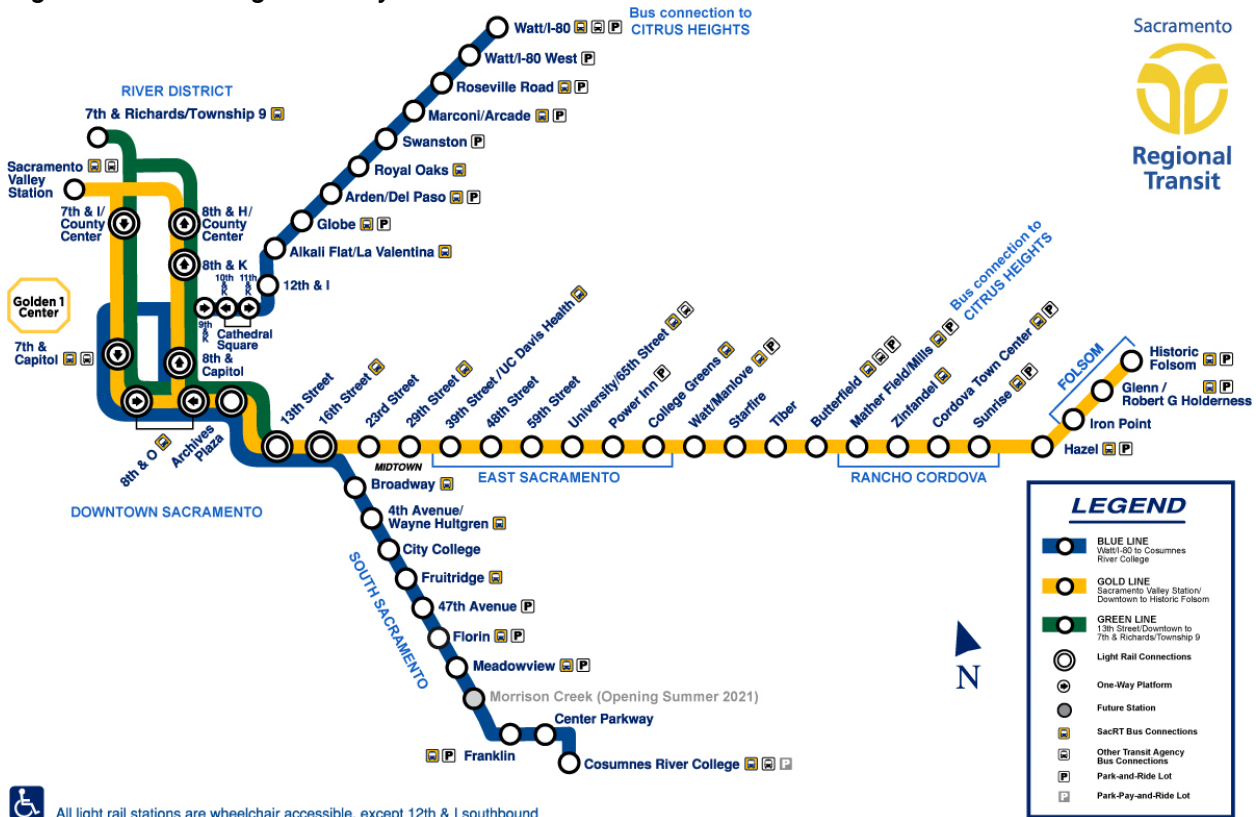 Bus connection to
CITRUS HEIGHTS
Watt/I-80 P
Watt/I-80 West P
Roseville Road P
Marconi/Arcade P
Swanston P
Royal Oaks
Arden/Del Paso P
Globe P
Alkali Flat/La Valentina
12th & I
Sacramento
Regional
Transit
RIVER DISTRICT
7th & Richards/Township 9
Sacramento
Valley
Station
7th & I/
County
Center
8th & H/
County
Center
8th & K
10th
&
K
11th
&
K
9th
&
K
Cathedral
Square
Golden 1
Center
7th &
Capitol
8th &
Capitol
8th & O
Archives
Plaza
DOWNTOWN SACRAMENTO
13th Street
16th Street
23rd Street
29th Street
MIDTOWN
39th Street /UC Davis Health
48th Street
59th Street
University/65th Street
Power Inn P
College Greens
EAST SACRAMENTO
Watt/Manlove P
Starfire
Tiber
Butterfield P
Mather Field/Mills P
Bus connection to
CITRUS HEIGHTS
Zinfandel
Cordova Town Center P
Sunrise P
RANCHO CORDOVA
Hazel P
Iron Point
Glenn /
Robert G Holderness P
Historic
Folsom P
FOLSOM
Broadway
4th Avenue/
Wayne Hultgren
City College
Fruitridge
47th Avenue P
Florin P
Meadowview P
Morrison Creek (Opening Summer 2021)
P Franklin
Center Parkway
Cosumnes River College P
SOUTH SACRAMENTO
N
LEGEND
BLUE LINE
Watt/I-80 to Cosumnes
River College
GOLD LINE
Sacramento Valley Station/
Downtown to Historic Folsom
GREEN LINE
13th Street/Downtown to
7th & Richards/Township 9
Light Rail Connections
One-Way Platform
Future Station
SacRT Bus Connections
Other Transit Agency
Bus Connections
P Park-and-Ride Lot
P Park-Pay-and-Ride Lot
All light rail stations are wheelchair accessible, except 12th & I southbound